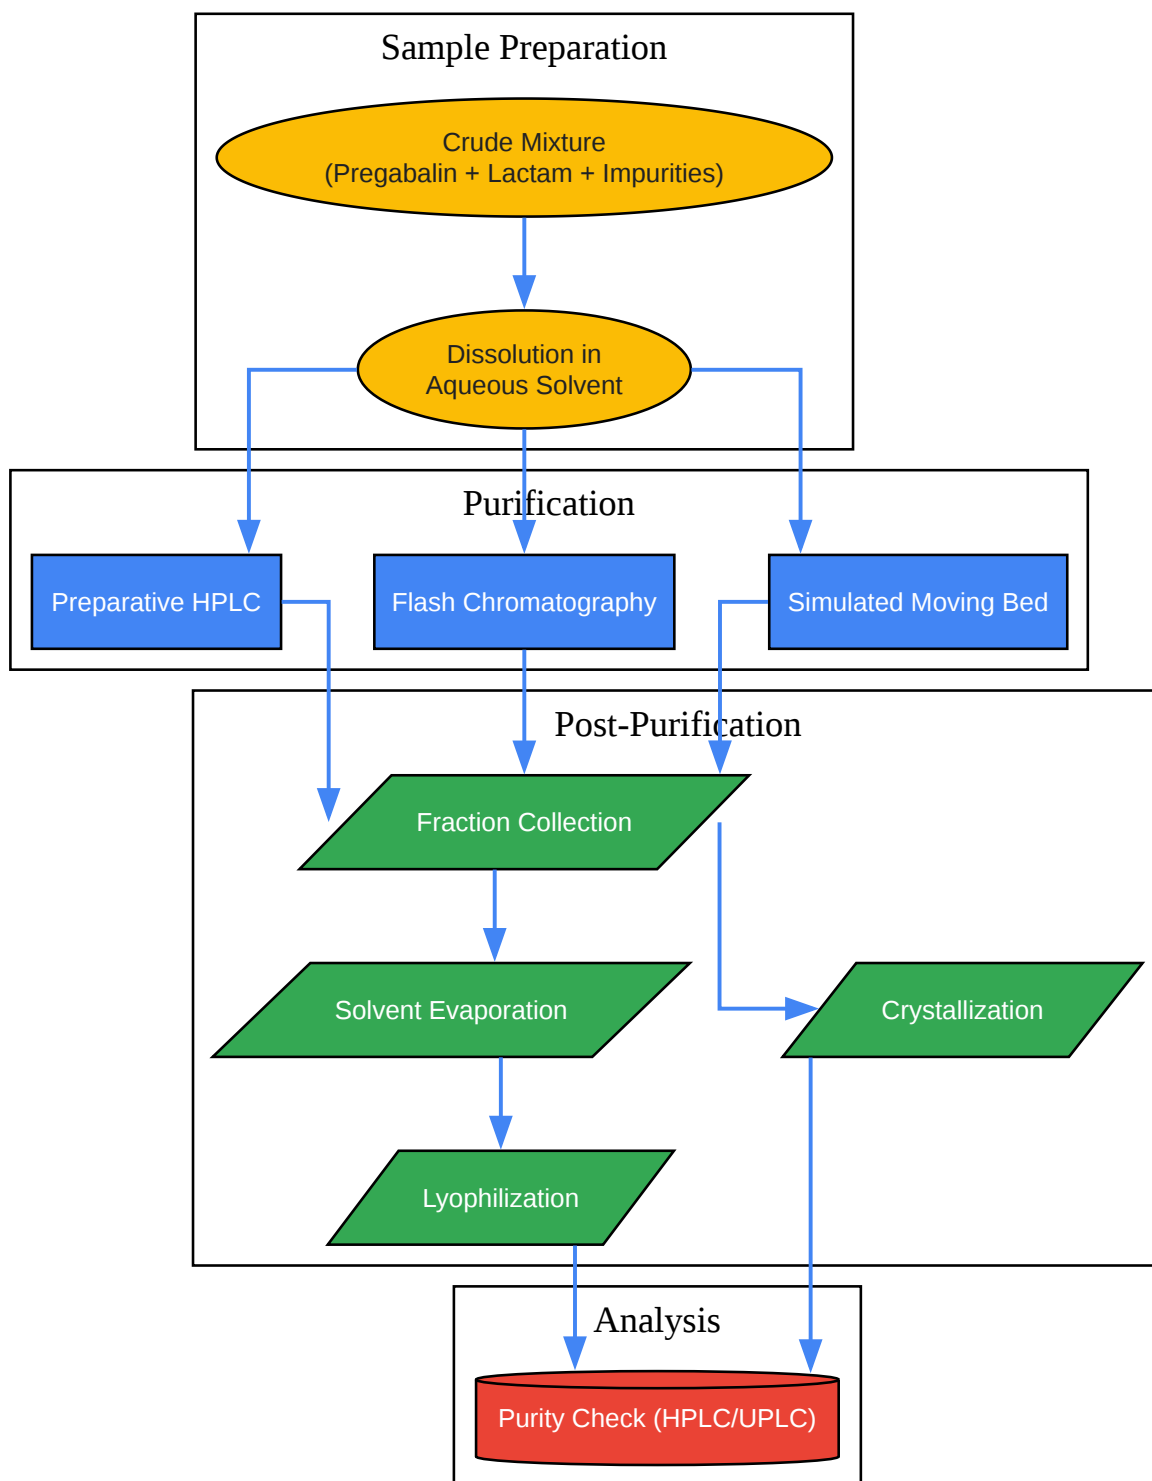 Sample Preparation
Crude Mixture
(Pregabalin + Lactam + Impurities)
Dissolution in
Aqueous Solvent
Purification
Preparative HPLC
Flash Chromatography
Simulated Moving Bed
Post-Purification
Fraction Collection
Solvent Evaporation
Crystallization
Lyophilization
Analysis
Purity Check (HPLC/UPLC)